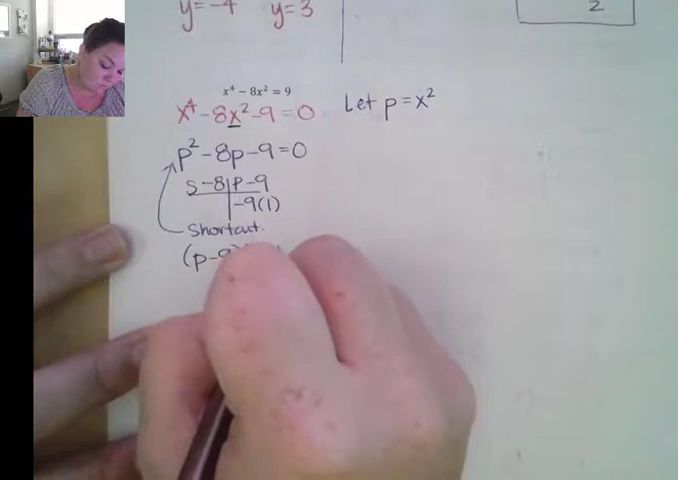 y=-4 y=3
2
x⁴ - 8x² = 9
x⁴-8x²-9=0 Let p=x²
p²-8p-9=0
S -8 | P -9
-9(1)
Shortcut
(p-9)